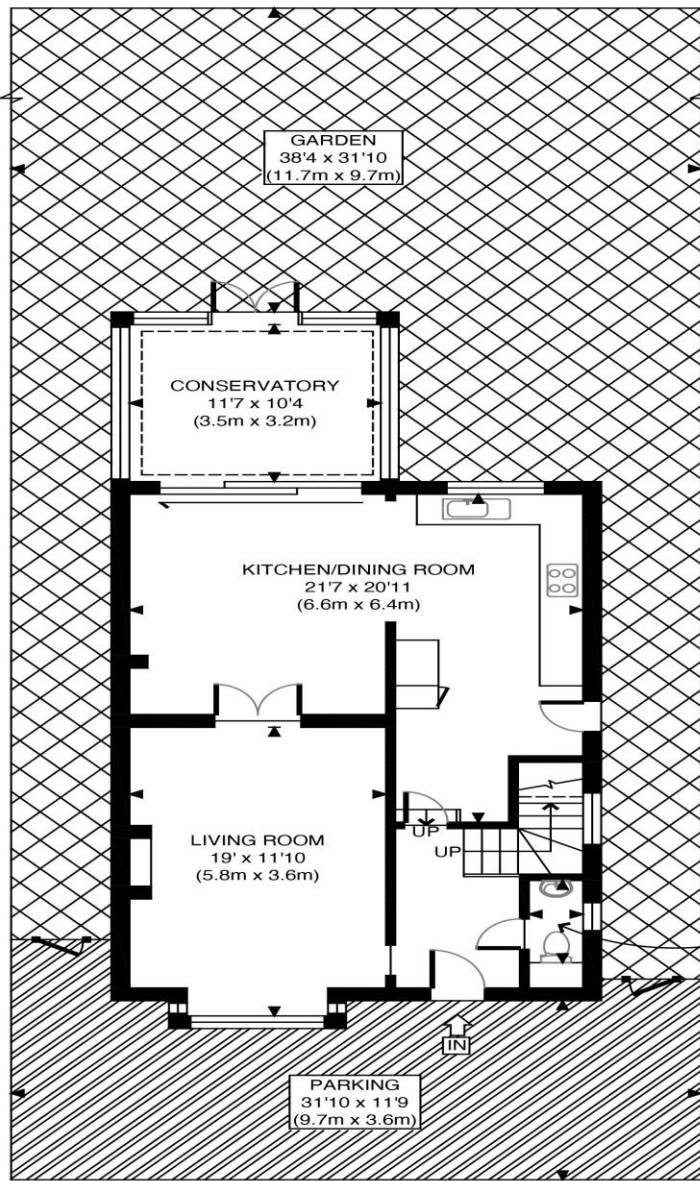 GARDEN
38'4 x 31'10
(11.7m x 9.7m)
CONSERVATORY
11'7 x 10'4
(3.5m x 3.2m)
KITCHEN/DINING ROOM
21'7 x 20'11
(6.6m x 6.4m)
LIVING ROOM
19' x 11'10
(5.8m x 3.6m)
UP
UP
IN
PARKING
31'10 x 11'9
(9.7m x 3.6m)